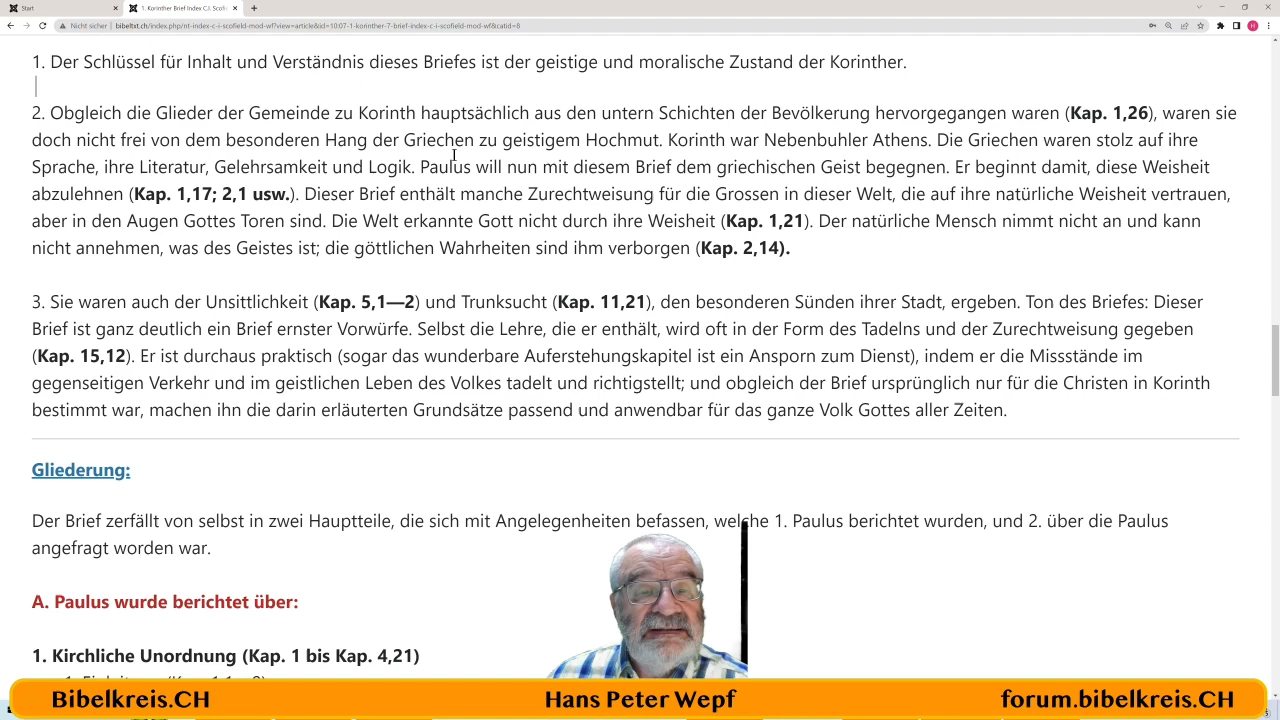 Start
1. Korinther Brief Index C.I. Scofi
Nicht sicher | bibeltxt.ch/index.php/nt-index-c-i-scofield-mod-wf?view=article&id=10:07-1-korinther-7-brief-index-c-i-scofield-mod-wf&catid=8
1. Der Schlüssel für Inhalt und Verständnis dieses Briefes ist der geistige und moralische Zustand der Korinther.
2. Obgleich die Glieder der Gemeinde zu Korinth hauptsächlich aus den untern Schichten der Bevölkerung hervorgegangen waren (Kap. 1,26), waren sie
doch nicht frei von dem besonderen Hang der Griechen zu geistigem Hochmut. Korinth war Nebenbuhler Athens. Die Griechen waren stolz auf ihre
Sprache, ihre Literatur, Gelehrsamkeit und Logik. Paulus will nun mit diesem Brief dem griechischen Geist begegnen. Er beginnt damit, diese Weisheit
abzulehnen (Kap. 1,17; 2,1 usw.). Dieser Brief enthält manche Zurechtweisung für die Grossen in dieser Welt, die auf ihre natürliche Weisheit vertrauen,
aber in den Augen Gottes Toren sind. Die Welt erkannte Gott nicht durch ihre Weisheit (Kap. 1,21). Der natürliche Mensch nimmt nicht an und kann
nicht annehmen, was des Geistes ist; die göttlichen Wahrheiten sind ihm verborgen (Kap. 2,14).
3. Sie waren auch der Unsittlichkeit (Kap. 5,1—2) und Trunksucht (Kap. 11,21), den besonderen Sünden ihrer Stadt, ergeben. Ton des Briefes: Dieser
Brief ist ganz deutlich ein Brief ernster Vorwürfe. Selbst die Lehre, die er enthält, wird oft in der Form des Tadelns und der Zurechtweisung gegeben
(Kap. 15,12). Er ist durchaus praktisch (sogar das wunderbare Auferstehungskapitel ist ein Ansporn zum Dienst), indem er die Missstände im
gegenseitigen Verkehr und im geistlichen Leben des Volkes tadelt und richtigstellt; und obgleich der Brief ursprünglich nur für die Christen in Korinth
bestimmt war, machen ihn die darin erläuterten Grundsätze passend und anwendbar für das ganze Volk Gottes aller Zeiten.
Gliederung:
Der Brief zerfällt von selbst in zwei Hauptteile, die sich mit Angelegenheiten befassen, welche 1. Paulus berichtet wurden, und 2. über die Paulus
angefragt worden war.
A. Paulus wurde berichtet über:
1. Kirchliche Unordnung (Kap. 1 bis Kap. 4,21)
Bibelkreis.CH
Hans Peter Wepf
forum.bibelkreis.CH